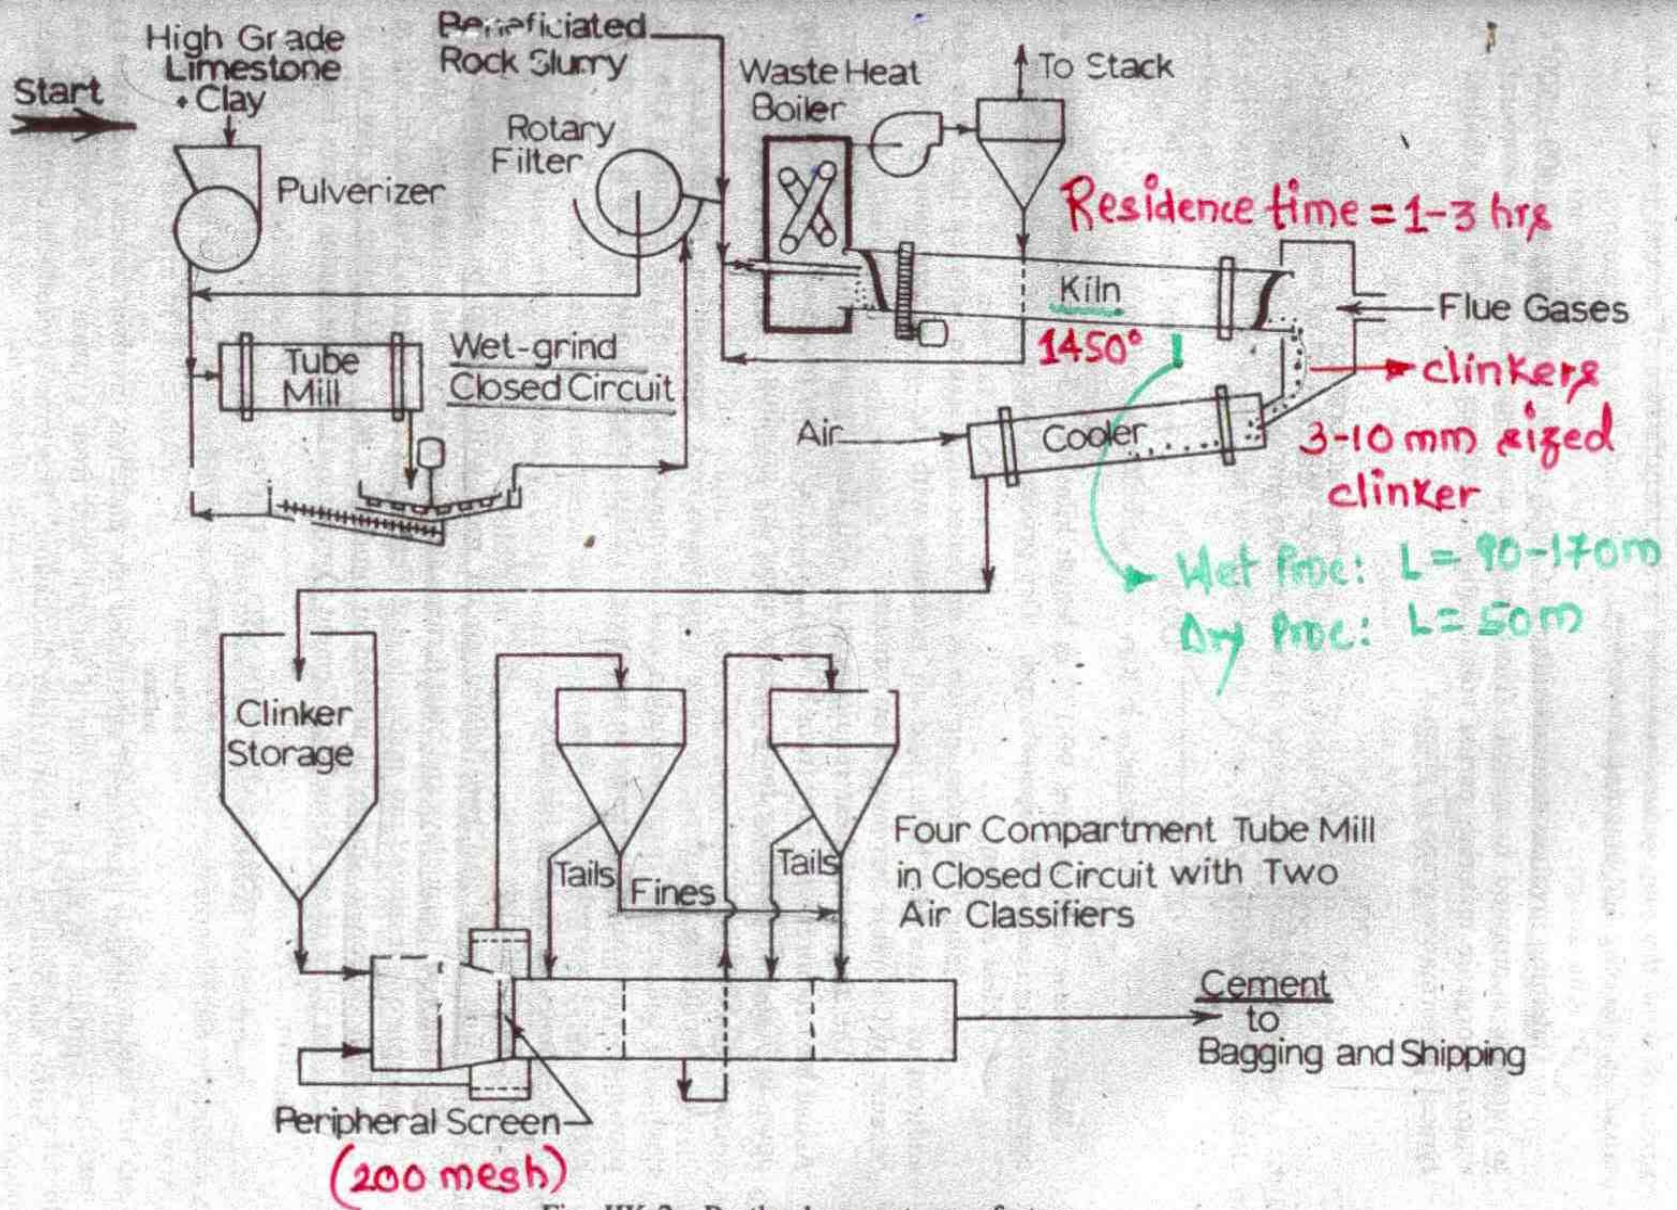 High Grade
Limestone
+ Clay
Start
Beneficiated
Rock Slurry
Waste Heat
Boiler
To Stack
Rotary
Filter
Pulverizer
Residence time = 1-3 hrs
Kiln
Flue Gases
1450°
Tube
Mill
Wet-grind
Closed Circuit
clinkers
Air
Cooler
3-10 mm sized
clinker
Wet Proc: L = 90-170m
Dry Proc: L = 50m
Clinker
Storage
Tails
Fines
Tails
Four Compartment Tube Mill
in Closed Circuit with Two
Air Classifiers
Cement
to
Bagging and Shipping
Peripheral Screen
(200 mesh)